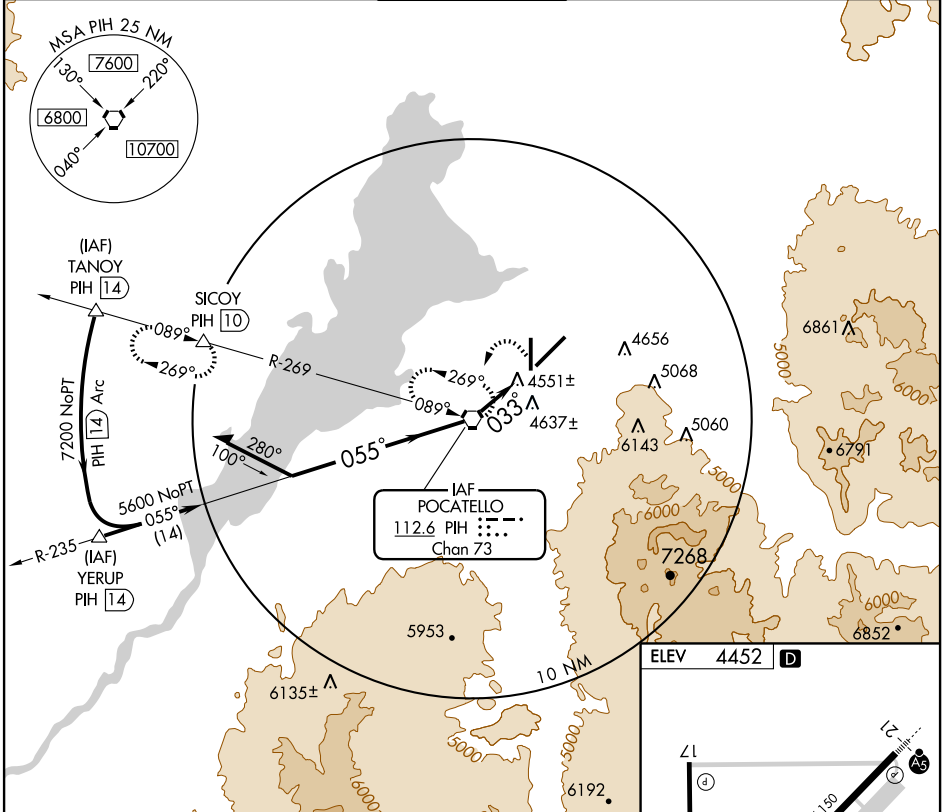 MSA PIH 25 NM
7600
130°
220°
6800
10700
040°
(IAF)
TANOY
PIH 14
SICOY
PIH 10
089°
269°
R-269
7200 NoPT
PIH 14 Arc
269°
089°
033°
4551±
4637±
4656
5068
5060
6143
6861
5000
6000
6791
5000
280°
100°
055°
5600 NoPT
055°
(14)
R-235
(IAF)
YERUP
PIH 14
IAF
POCATELLO
112.6 PIH
Chan 73
6000
7268
6000
6852
5953
6135±
10 NM
5000
5000
6000
6192
ELEV 4452 D
17
21
P
P
A5
150